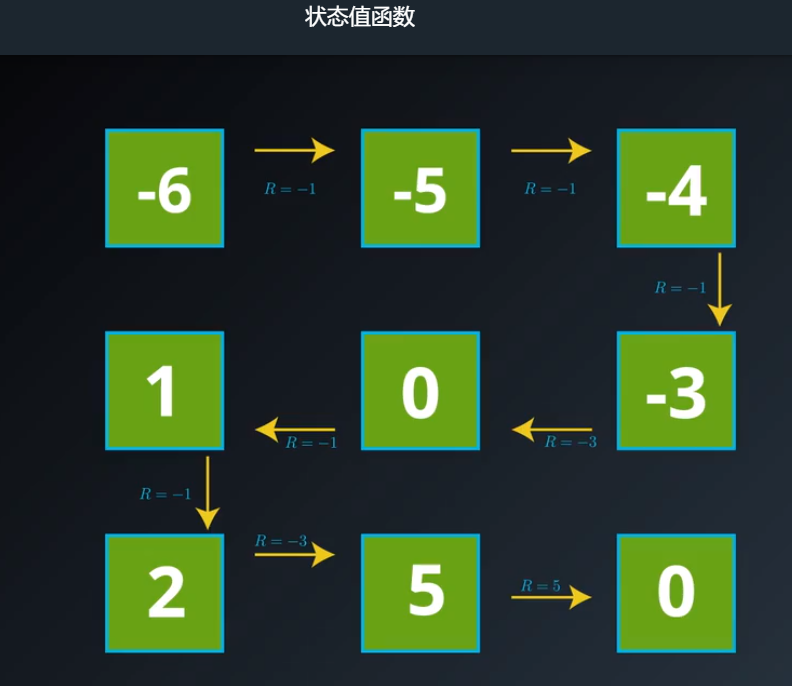 状态值函数
-6 -5 -4
R = −1 R = −1
R = −1
1 0 -3
R = −1 R = −3
R = −1
R = −3
2 5 0
R = 5